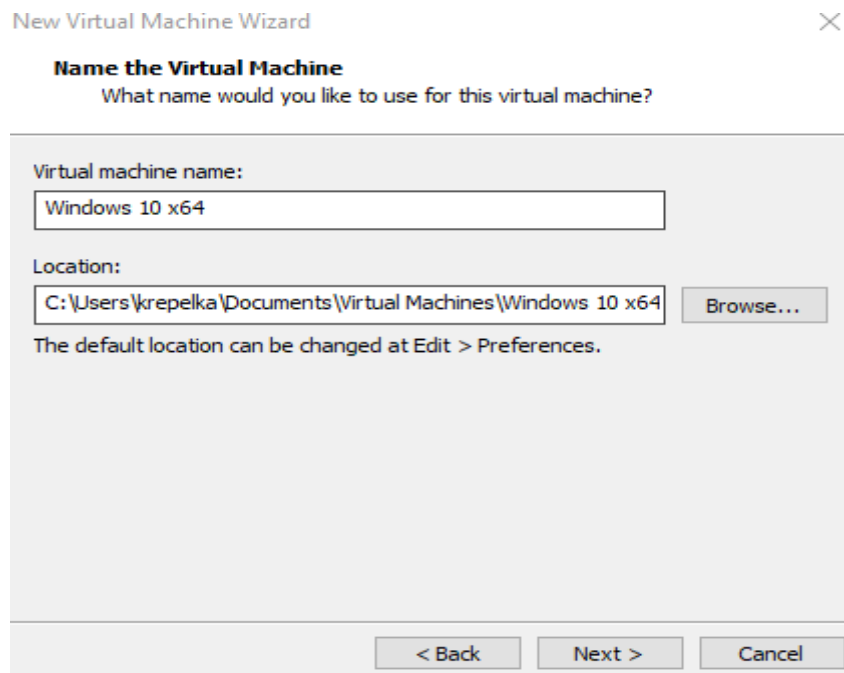 New Virtual Machine Wizard
Name the Virtual Machine
What name would you like to use for this virtual machine?
Virtual machine name:
Windows 10 x64
Location:
C:\Users\krepelka\Documents\Virtual Machines\Windows 10 x64
Browse...
The default location can be changed at Edit > Preferences.
< Back Next > Cancel